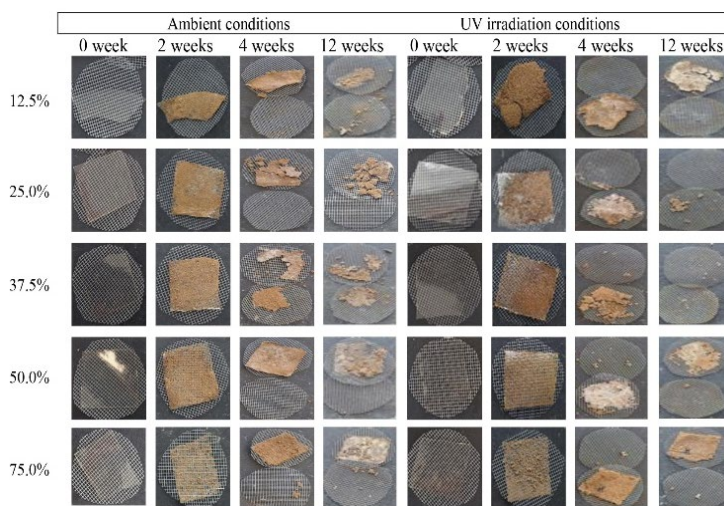 Ambient conditions UV irradiation conditions
0 week 2 weeks 4 weeks 12 weeks 0 week 2 weeks 4 weeks 12 weeks
12.5%
25.0%
37.5%
50.0%
75.0%